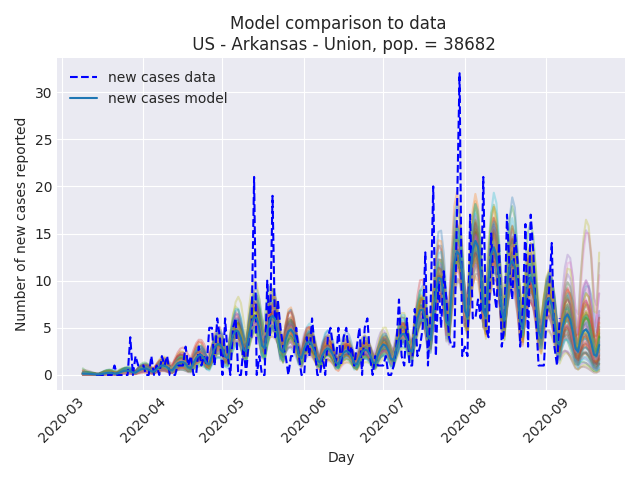 Model comparison to data
US - Arkansas - Union, pop. = 38682
new cases data
new cases model
Number of new cases reported
30
25
20
15
10
5
0
2020-03
2020-04
2020-05
2020-06
2020-07
2020-08
2020-09
Day